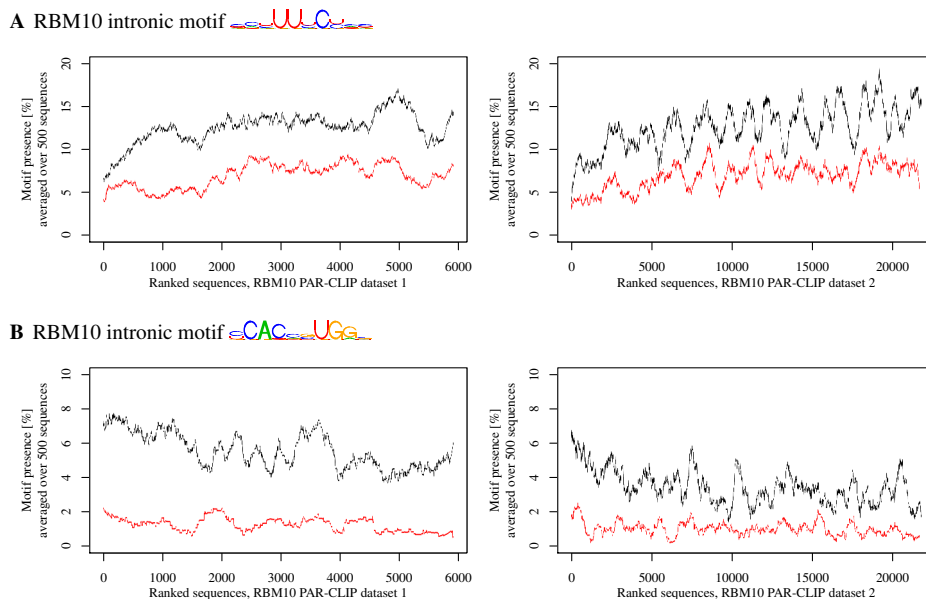 A RBM10 intronic motif UUC
20
15
10
5
0
Motif presence [%]
averaged over 500 sequences
0 1000 2000 3000 4000 5000 6000
Ranked sequences, RBM10 PAR-CLIP dataset 1
20
15
10
5
0
Motif presence [%]
averaged over 500 sequences
0 5000 10000 15000 20000
Ranked sequences, RBM10 PAR-CLIP dataset 2
B RBM10 intronic motif CAC UGG
10
8
6
4
2
0
Motif presence [%]
averaged over 500 sequences
0 1000 2000 3000 4000 5000 6000
Ranked sequences, RBM10 PAR-CLIP dataset 1
10
8
6
4
2
0
Motif presence [%]
averaged over 500 sequences
0 5000 10000 15000 20000
Ranked sequences, RBM10 PAR-CLIP dataset 2